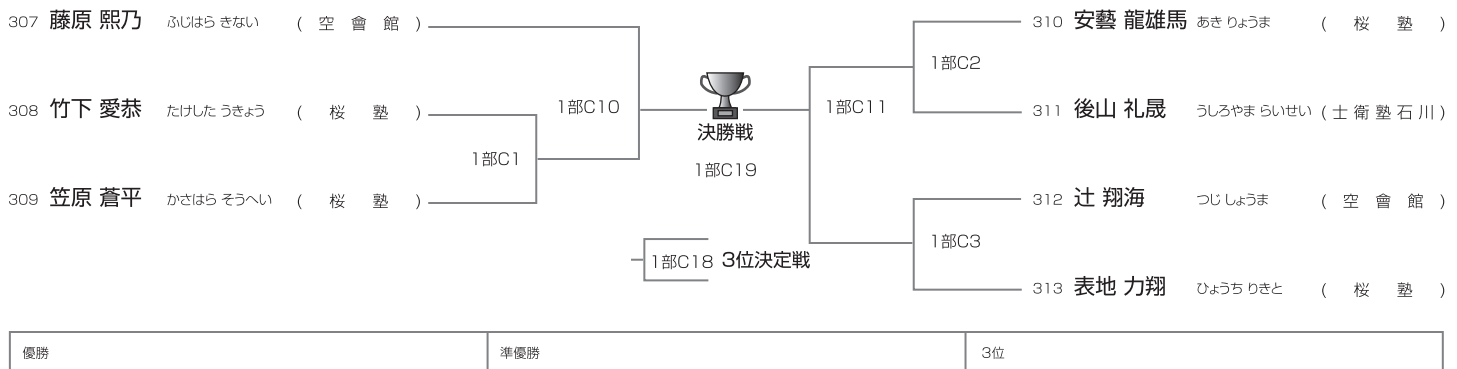 307 藤原 熙乃 ふじはら きない ( 空 會 館 )
308 竹下 愛恭 たけした うきょう ( 桜 塾 )
309 笠原 蒼平 かさはら そうへい ( 桜 塾 )
1部C1
1部C10
決勝戦
1部C19
1部C18 3位決定戦
1部C11
1部C2
1部C3
310 安藝 龍雄馬 あき りょうま ( 桜 塾 )
311 後山 礼晟 うしろやま らいせい ( 士 衛 塾 石 川 )
312 辻 翔海 つじ しょうま ( 空 會 館 )
313 表地 力翔 ひょうち りきと ( 桜 塾 )
優勝
準優勝
3位